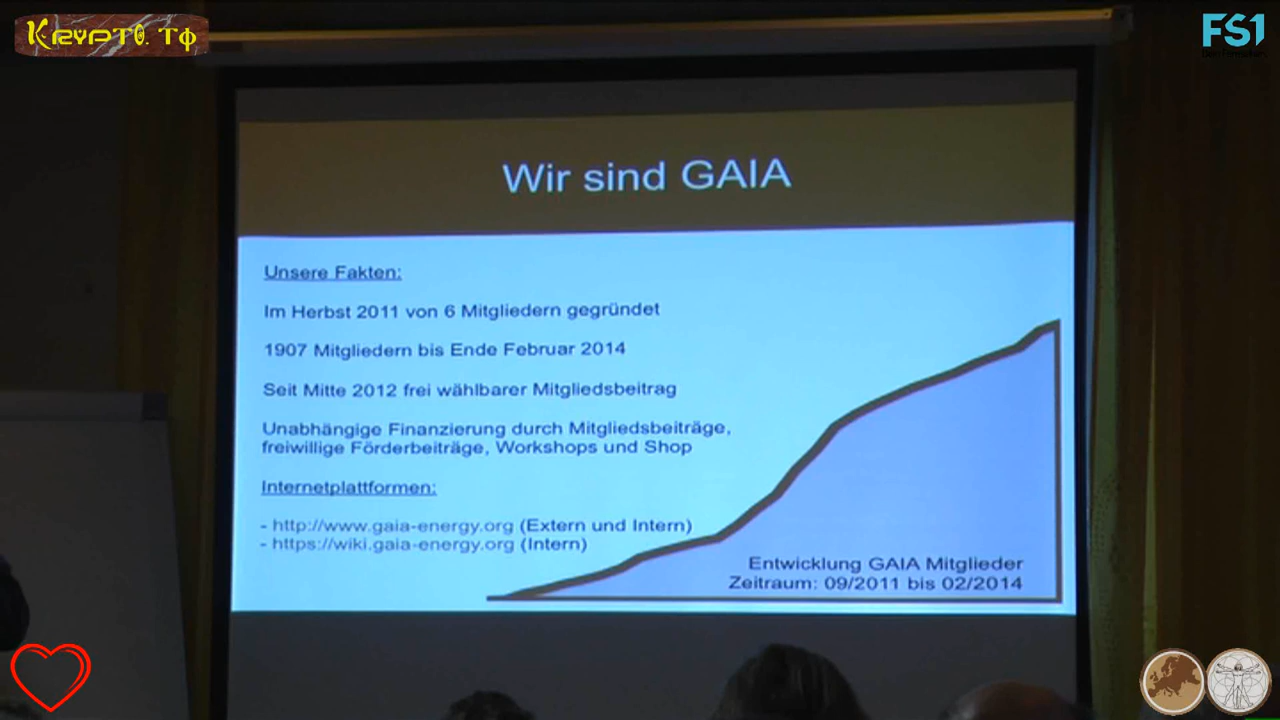 KRYPTO.TΦ
FS1
Wir sind GAIA
Unsere Fakten:
Im Herbst 2011 von 6 Mitgliedern gegründet
1907 Mitgliedern bis Ende Februar 2014
Seit Mitte 2012 frei wählbarer Mitgliedsbeitrag
Unabhängige Finanzierung durch Mitgliedsbeiträge,
freiwillige Förderbeiträge, Workshops und Shop
Internetplattformen:
- http://www.gaia-energy.org (Extern und Intern)
- https://wiki.gaia-energy.org (Intern)
Entwicklung GAIA Mitglieder
Zeitraum: 09/2011 bis 02/2014